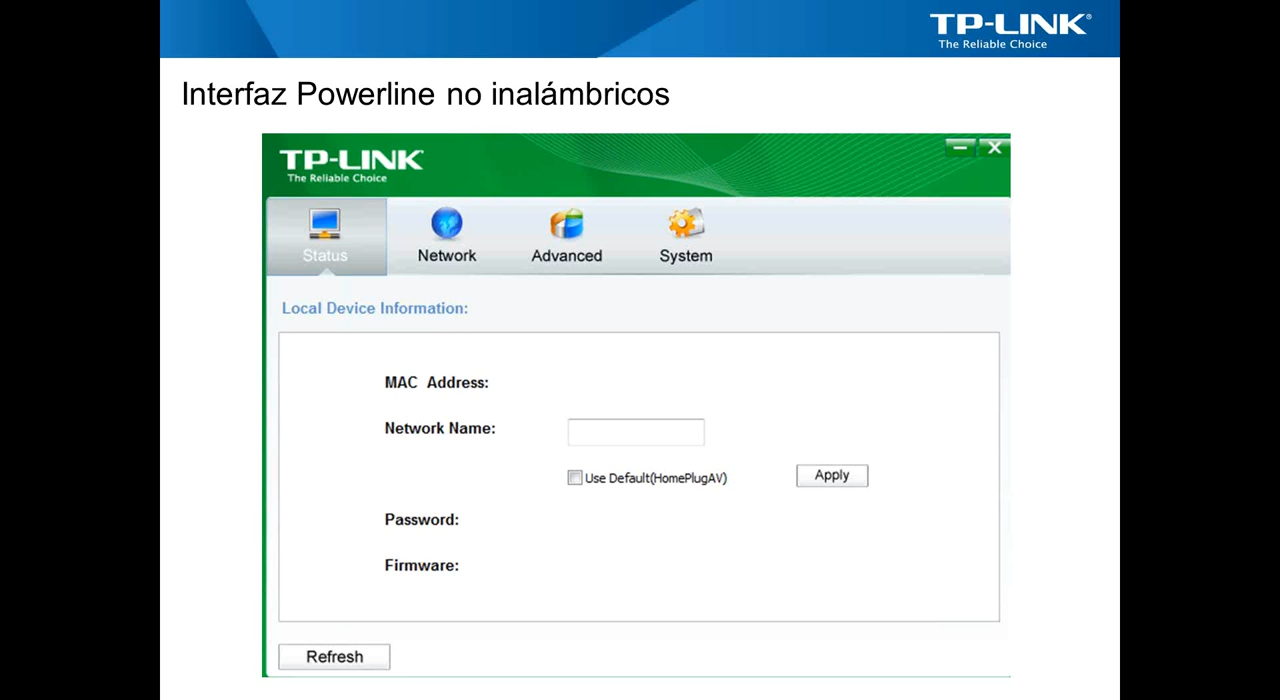 TP-LINK®
The Reliable Choice
Interfaz Powerline no inalámbricos
TP-LINK
The Reliable Choice
Status Network Advanced System
Local Device Information:
MAC Address:
Network Name:
Use Default(HomePlugAV) Apply
Password:
Firmware:
Refresh